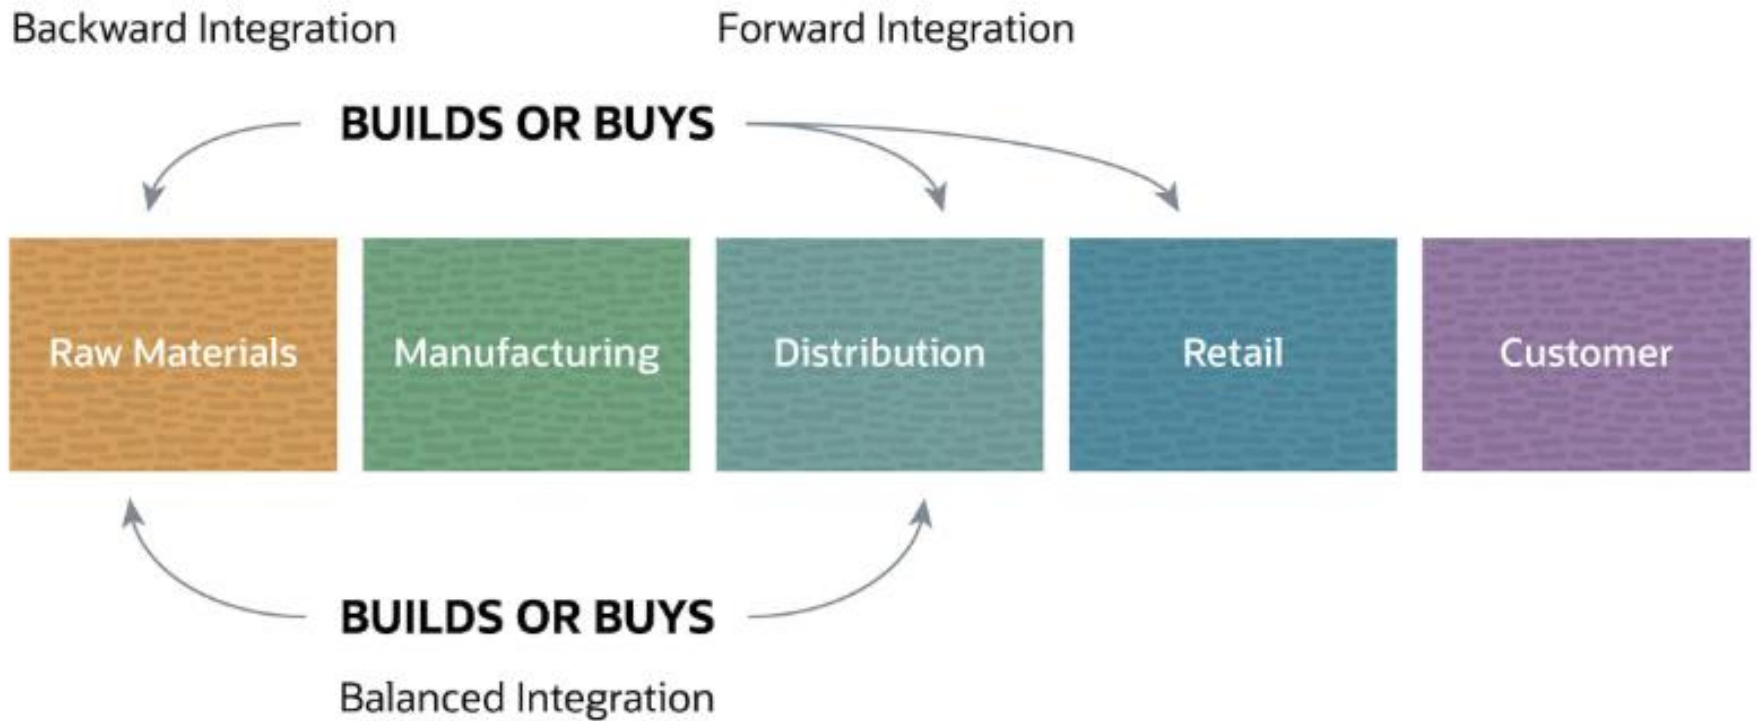 Backward Integration
Forward Integration
BUILDS OR BUYS
Raw Materials
Manufacturing
Distribution
Retail
Customer
BUILDS OR BUYS
Balanced Integration